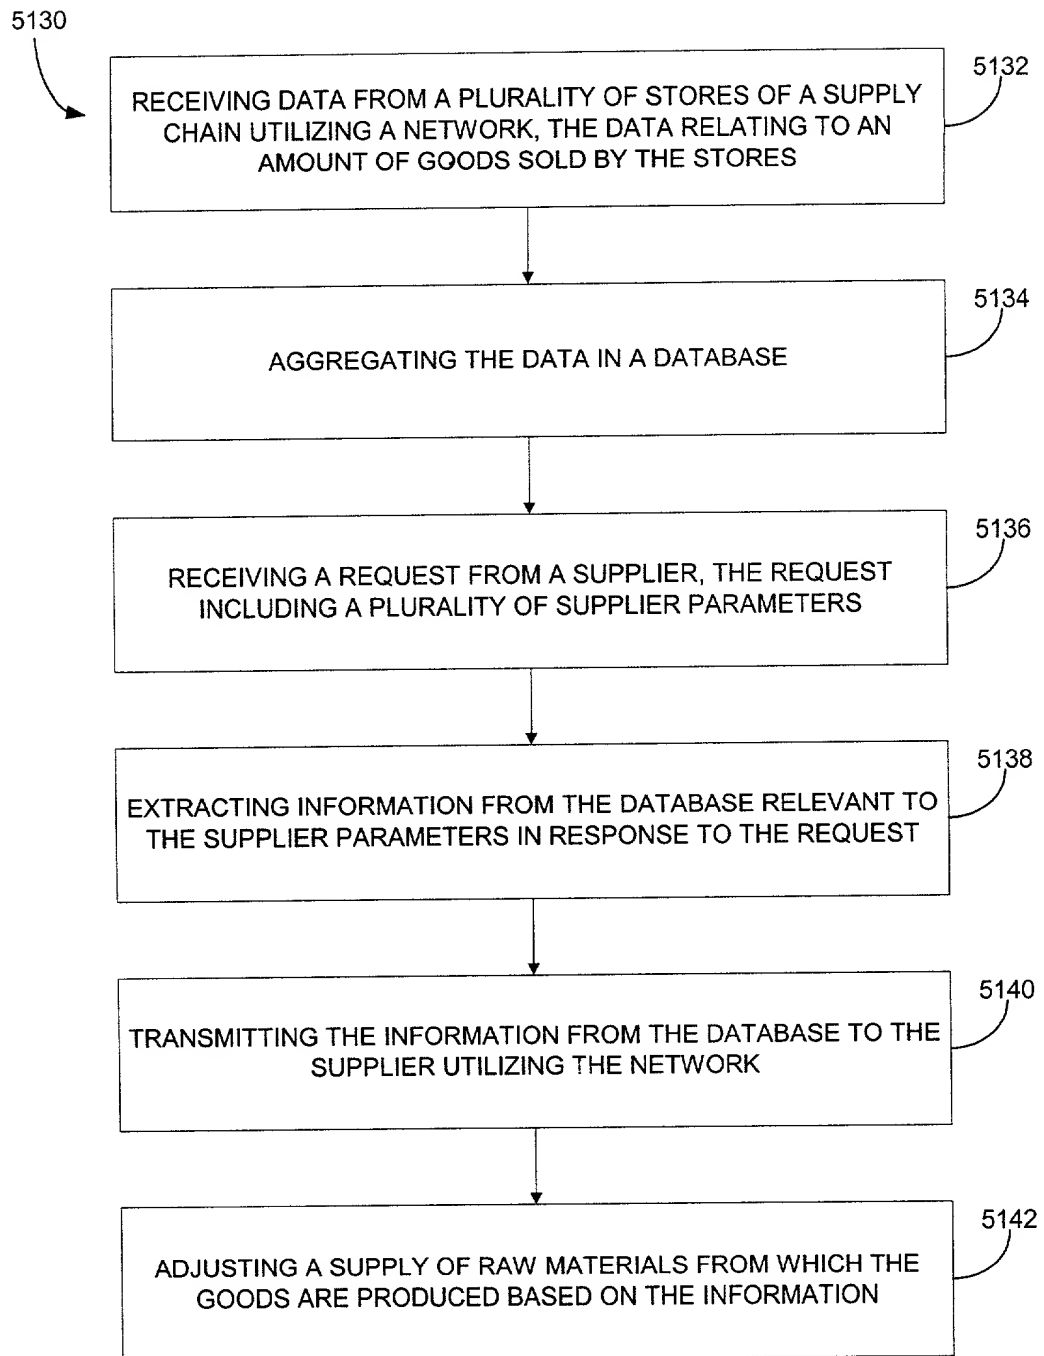 5130
5132
RECEIVING DATA FROM A PLURALITY OF STORES OF A SUPPLY
CHAIN UTILIZING A NETWORK, THE DATA RELATING TO AN
AMOUNT OF GOODS SOLD BY THE STORES
5134
AGGREGATING THE DATA IN A DATABASE
5136
RECEIVING A REQUEST FROM A SUPPLIER, THE REQUEST
INCLUDING A PLURALITY OF SUPPLIER PARAMETERS
5138
EXTRACTING INFORMATION FROM THE DATABASE RELEVANT TO
THE SUPPLIER PARAMETERS IN RESPONSE TO THE REQUEST
5140
TRANSMITTING THE INFORMATION FROM THE DATABASE TO THE
SUPPLIER UTILIZING THE NETWORK
5142
ADJUSTING A SUPPLY OF RAW MATERIALS FROM WHICH THE
GOODS ARE PRODUCED BASED ON THE INFORMATION